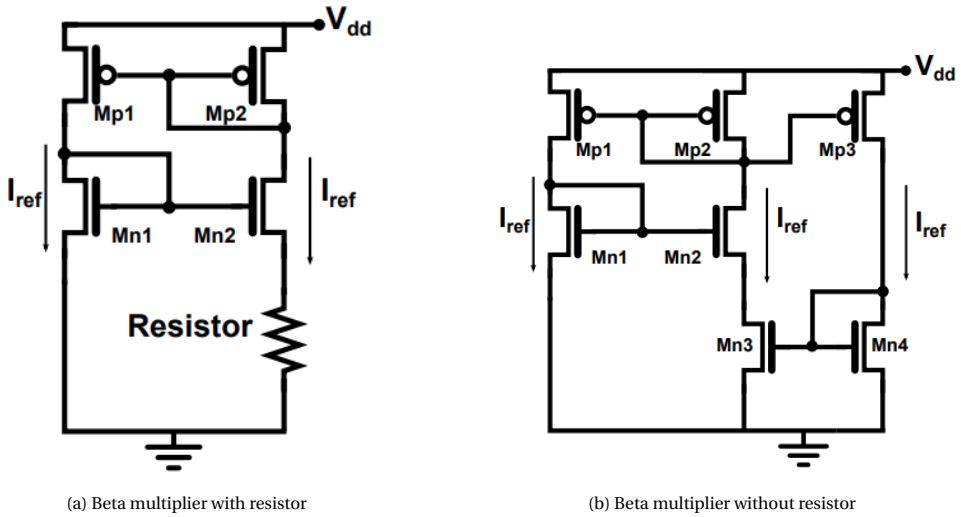 Vdd
Mp1
Mp2
Iref
Iref
Mn1
Mn2
Resistor
(a) Beta multiplier with resistor
Vdd
Mp1
Mp2
Mp3
Iref
Iref
Iref
Mn1
Mn2
Mn3
Mn4
(b) Beta multiplier without resistor